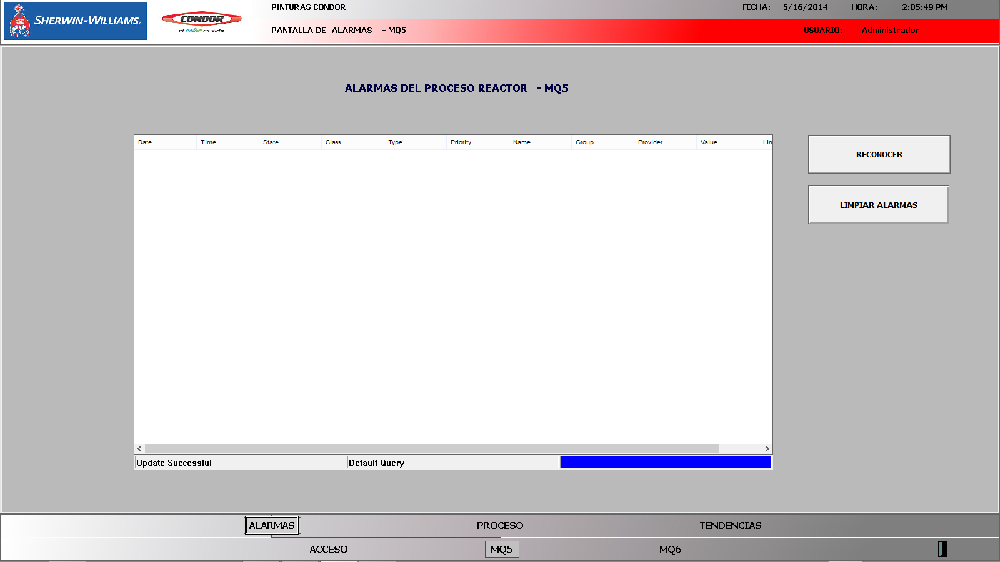 SHERWIN-WILLIAMS.
CONDOR
el color es vida.
PINTURAS CONDOR
FECHA: 5/16/2014 HORA: 2:05:49 PM
PANTALLA DE ALARMAS - MQ5
USUARIO: Administrador
ALARMAS DEL PROCESO REACTOR - MQ5
Date Time State Class Type Priority Name Group Provider Value Lim
RECONOCER
LIMPIAR ALARMAS
Update Successful Default Query
ALARMAS PROCESO TENDENCIAS
ACCESO MQ5 MQ6